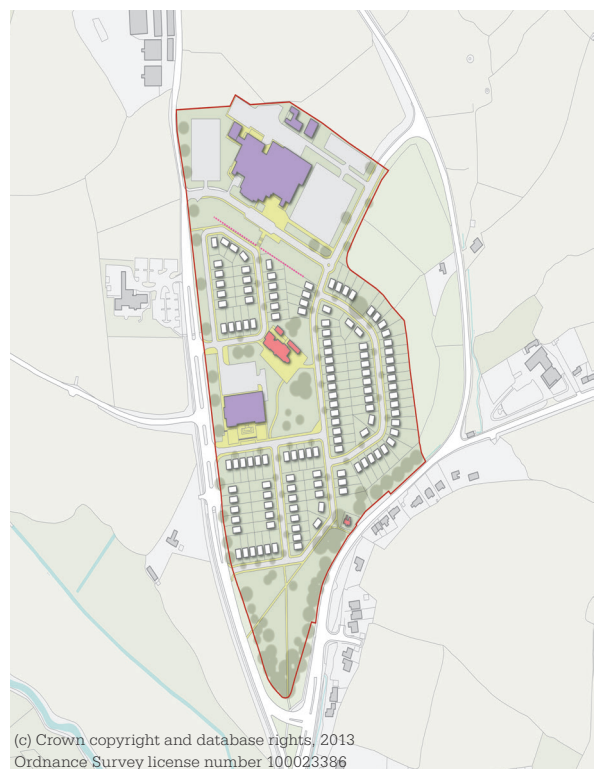 (c) Crown copyright and database rights, 2013
Ordnance Survey license number 100023386